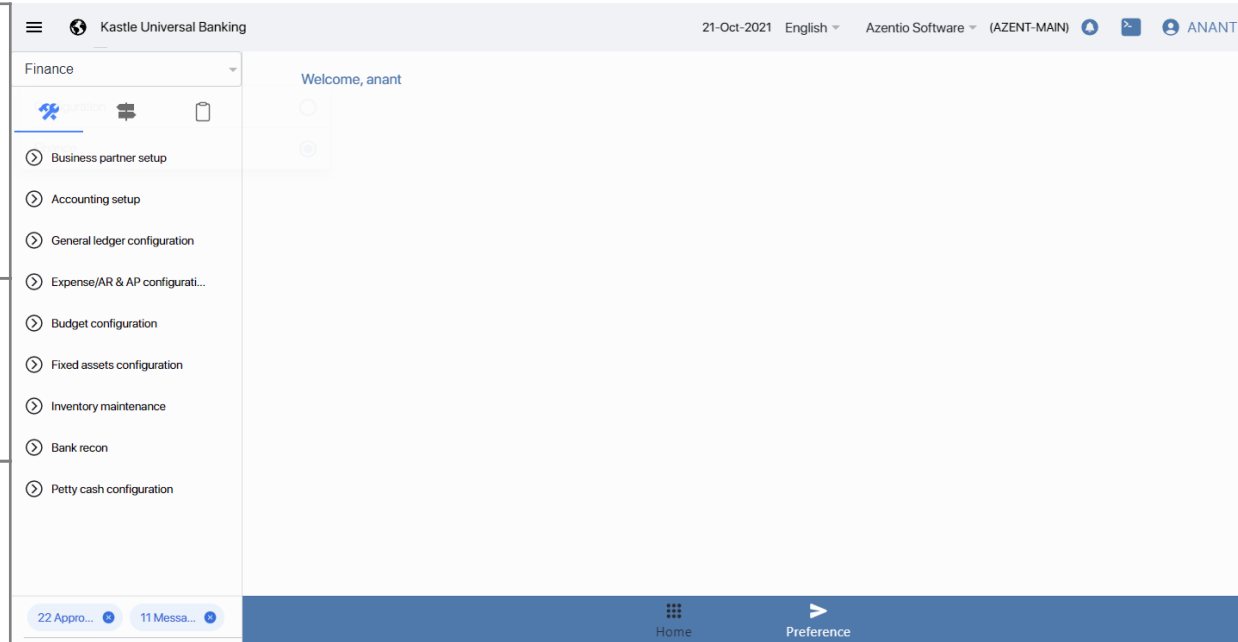 Kastle Universal Banking
21-Oct-2021 English Azentio Software (AZENT-MAIN) ANANT
Finance
Welcome, anant
Business partner setup
Accounting setup
General ledger configuration
Expense/AR & AP configurati...
Budget configuration
Fixed assets configuration
Inventory maintenance
Bank recon
Petty cash configuration
22 Appro... 11 Messa...
Home Preference